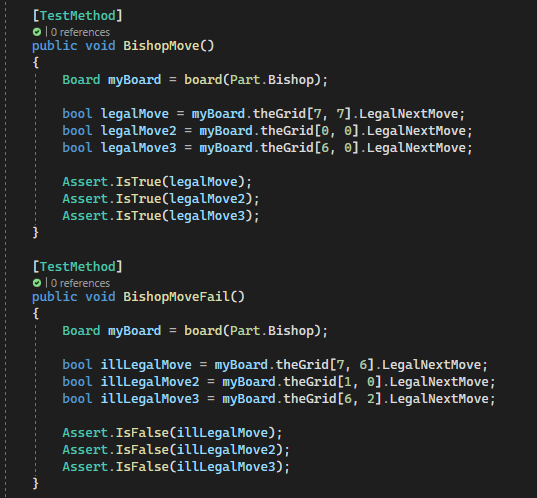 [TestMethod]
| 0 references
public void BishopMove()
{
Board myBoard = board(Part.Bishop);
bool legalMove = myBoard.theGrid[7, 7].LegalNextMove;
bool legalMove2 = myBoard.theGrid[0, 0].LegalNextMove;
bool legalMove3 = myBoard.theGrid[6, 0].LegalNextMove;
Assert.IsTrue(legalMove);
Assert.IsTrue(legalMove2);
Assert.IsTrue(legalMove3);
}
[TestMethod]
| 0 references
public void BishopMoveFail()
{
Board myBoard = board(Part.Bishop);
bool illLegalMove = myBoard.theGrid[7, 6].LegalNextMove;
bool illLegalMove2 = myBoard.theGrid[1, 0].LegalNextMove;
bool illLegalMove3 = myBoard.theGrid[6, 2].LegalNextMove;
Assert.IsFalse(illLegalMove);
Assert.IsFalse(illLegalMove2);
Assert.IsFalse(illLegalMove3);
}